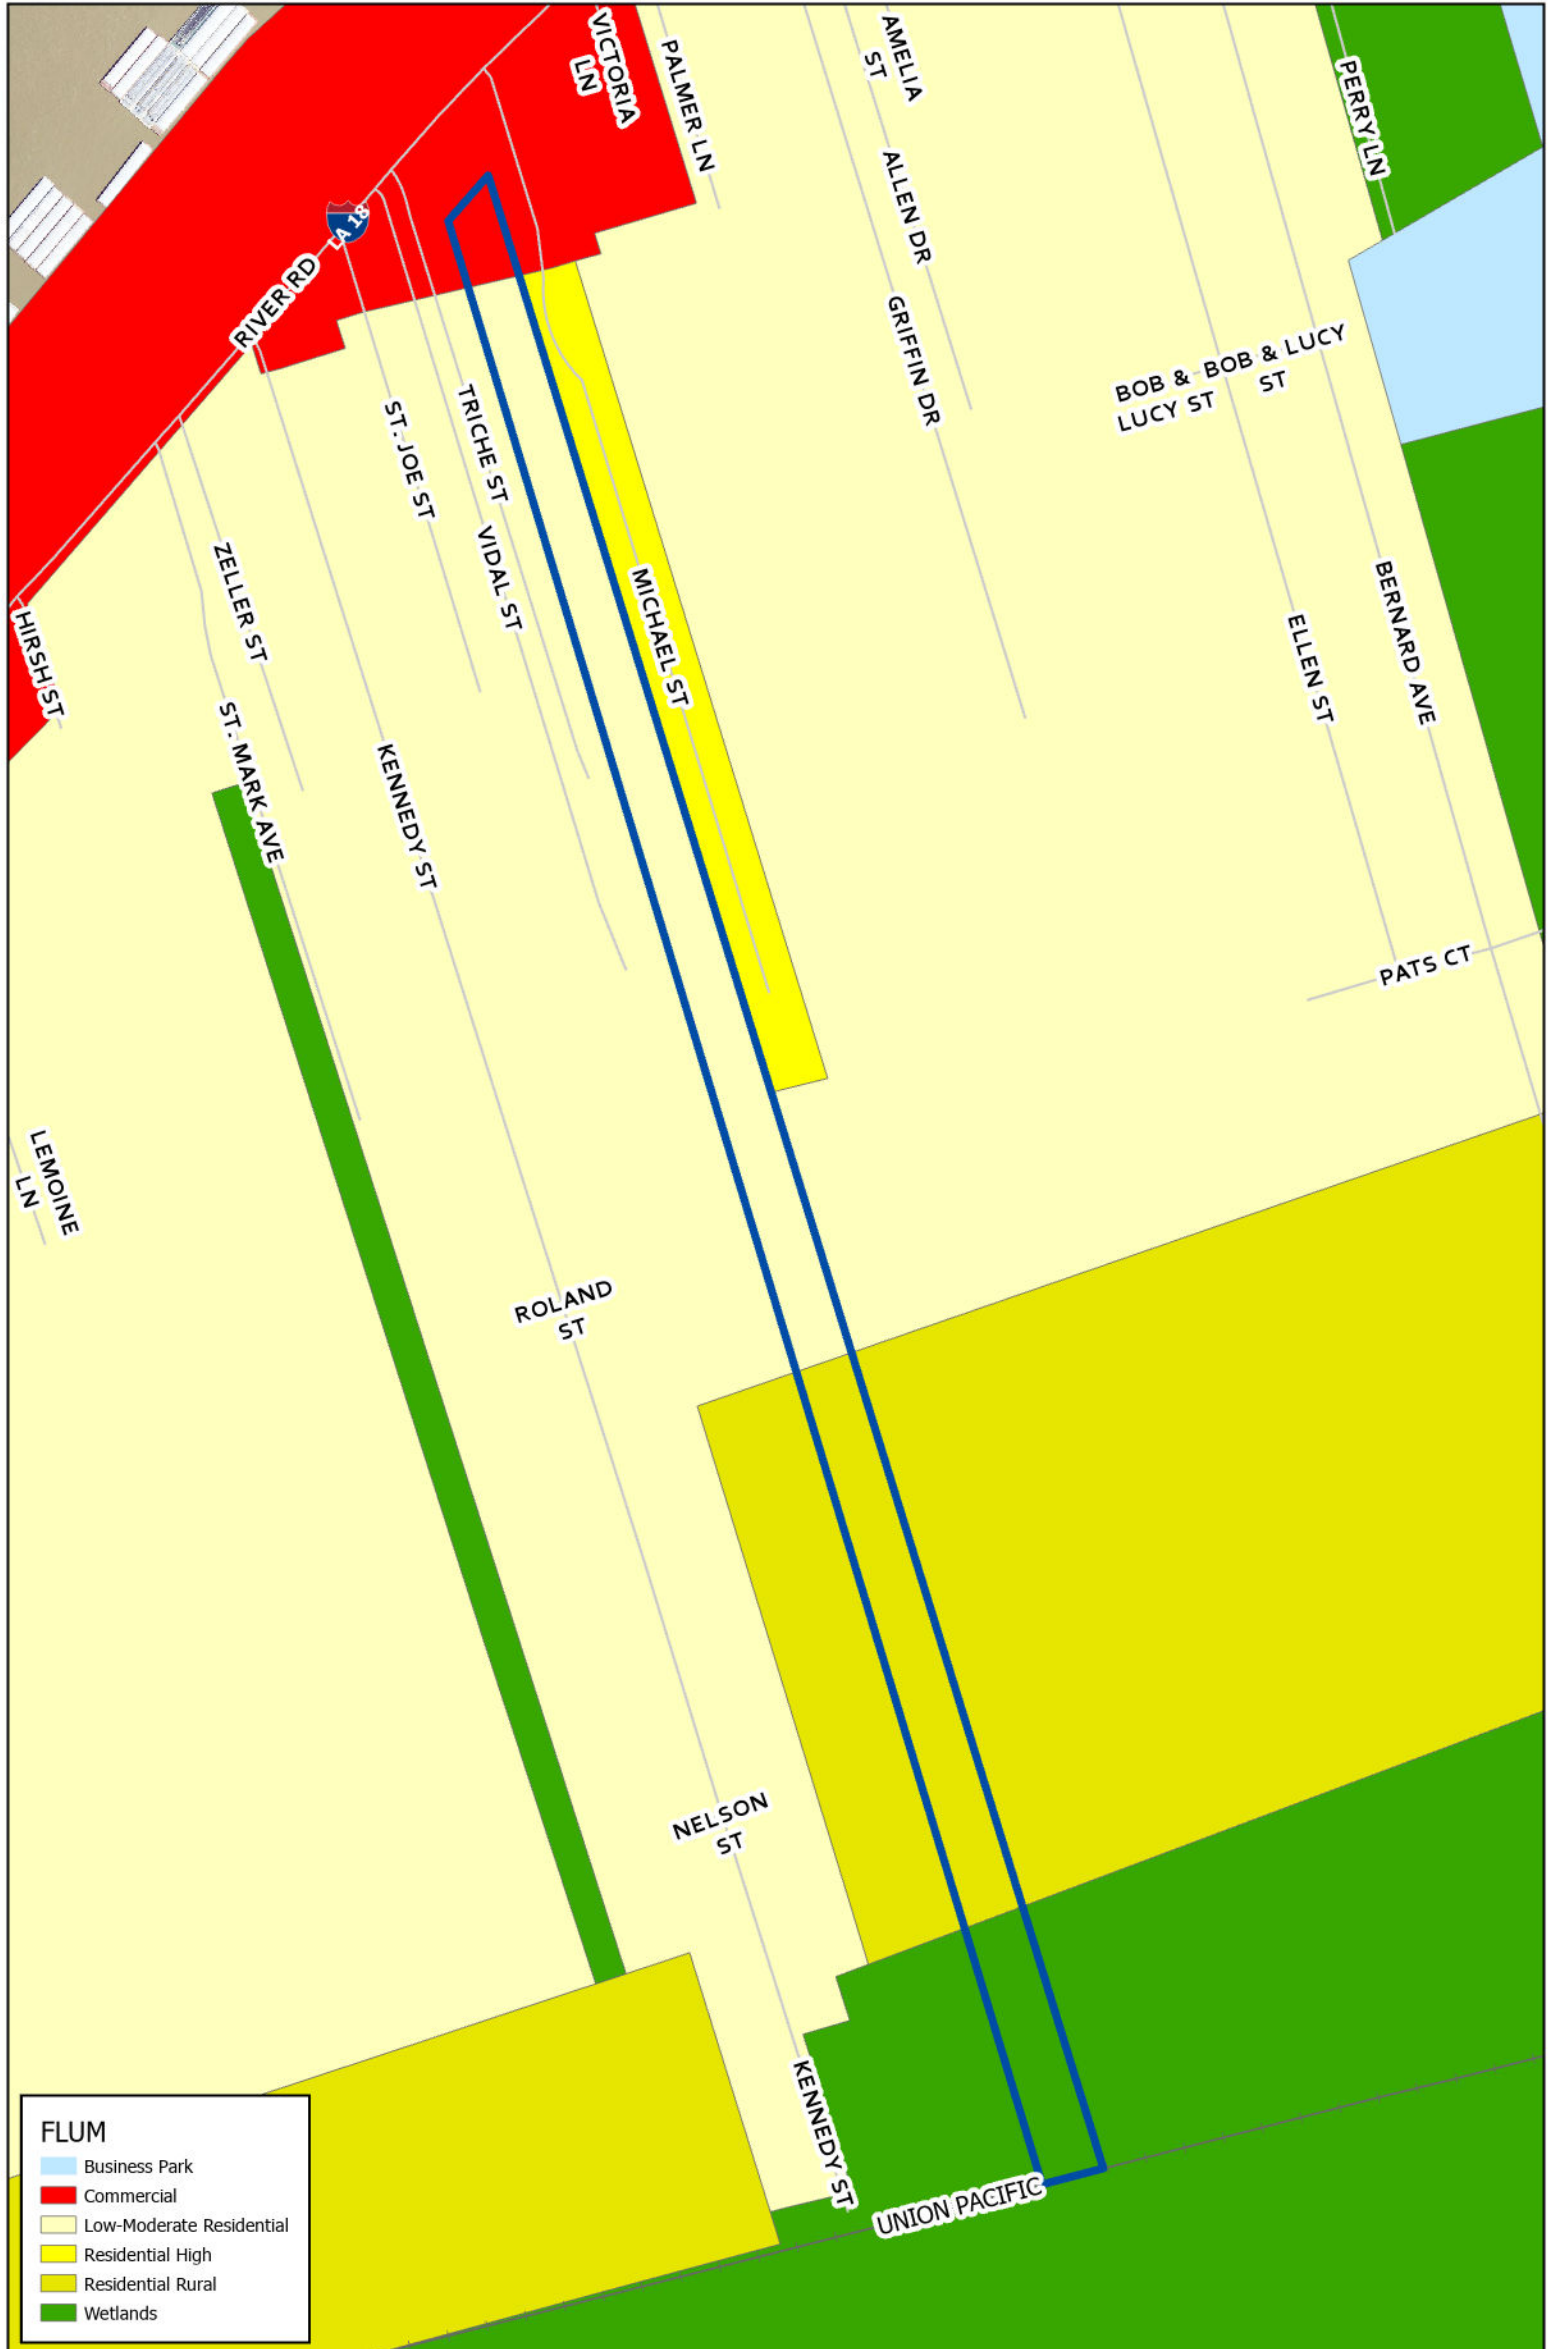 VICTORIA
LN
PALMER LN
AMELIA
ST
PERRY LN
ALLEN DR
LA 18
RIVER RD
GRIFFIN DR
BOB &
LUCY ST
BOB & LUCY
ST
ST. JOE ST
TRICHE ST
VIDAL ST
ZELLER ST
MICHAEL ST
HIRSH ST
ELLEN ST
BERNARD AVE
ST. MARK AVE
KENNEDY ST
PATS CT
LEMOINE
LN
ROLAND
ST
NELSON
ST
KENNEDY ST
UNION PACIFIC
FLUM
Business Park
Commercial
Low-Moderate Residential
Residential High
Residential Rural
Wetlands